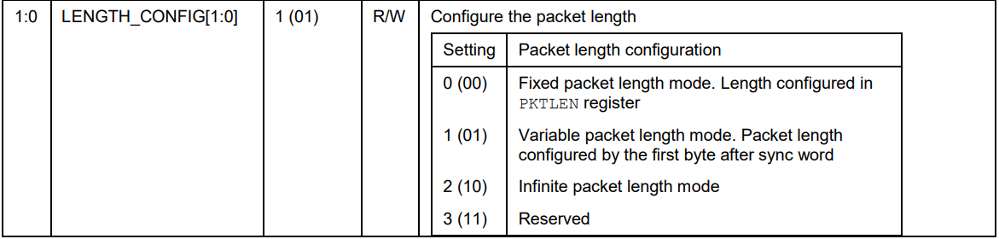 1:0 LENGTH_CONFIG[1:0] 1 (01) R/W Configure the packet length
Setting Packet length configuration
0 (00) Fixed packet length mode. Length configured in
PKTLEN register
1 (01) Variable packet length mode. Packet length
configured by the first byte after sync word
2 (10) Infinite packet length mode
3 (11) Reserved